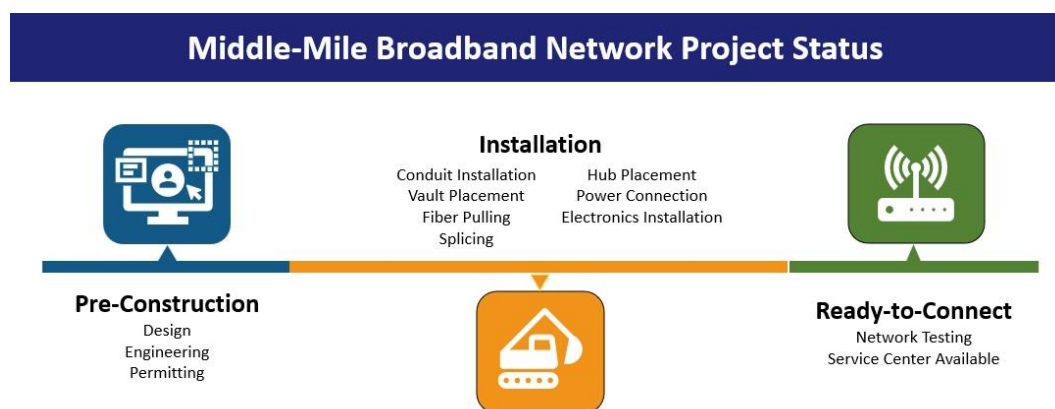 Middle-Mile Broadband Network Project Status
Installation
Conduit Installation
Vault Placement
Fiber Pulling
Splicing
Hub Placement
Power Connection
Electronics Installation
Pre-Construction
Design
Engineering
Permitting
Ready-to-Connect
Network Testing
Service Center Available